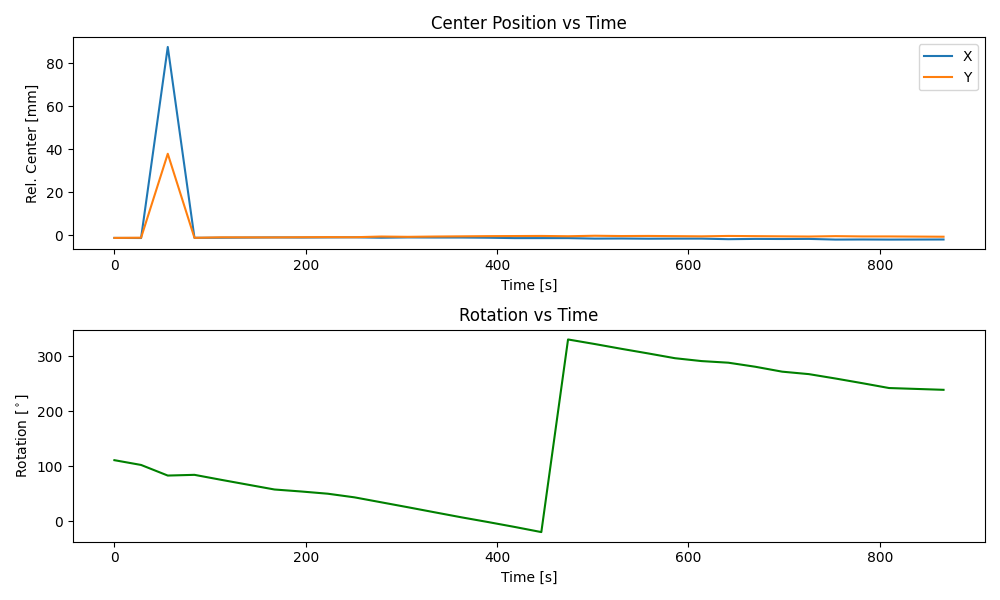 Center Position vs Time
80
60
40
20
0
Rel. Center [mm]
X
Y
0 200 400 600 800
Time [s]
Rotation vs Time
300
200
100
0
Rotation [°]
0 200 400 600 800
Time [s]